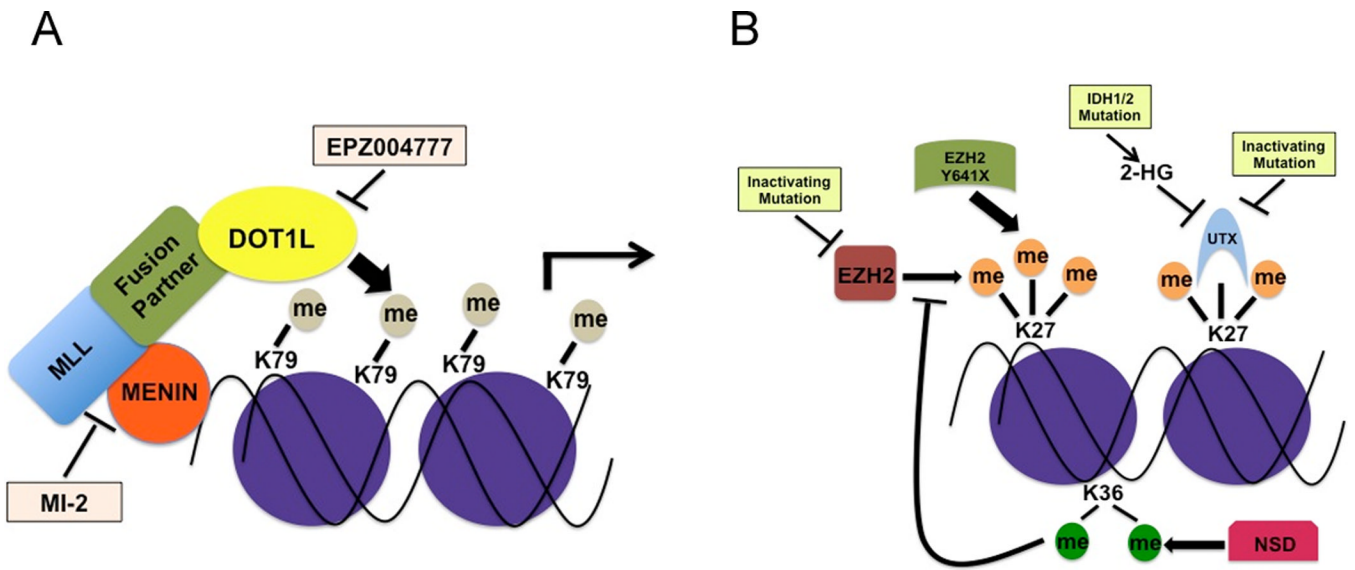 A
EPZ004777
DOT1L
Fusion
Partner
MLL
MENIN
MI-2
me
me
me
me
K79
K79
K79
K79
B
IDH1/2
Mutation
2-HG
Inactivating
Mutation
EZH2
Y641X
Inactivating
Mutation
UTX
EZH2
me
me
me
me
me
K27
K27
K36
me
me
NSD